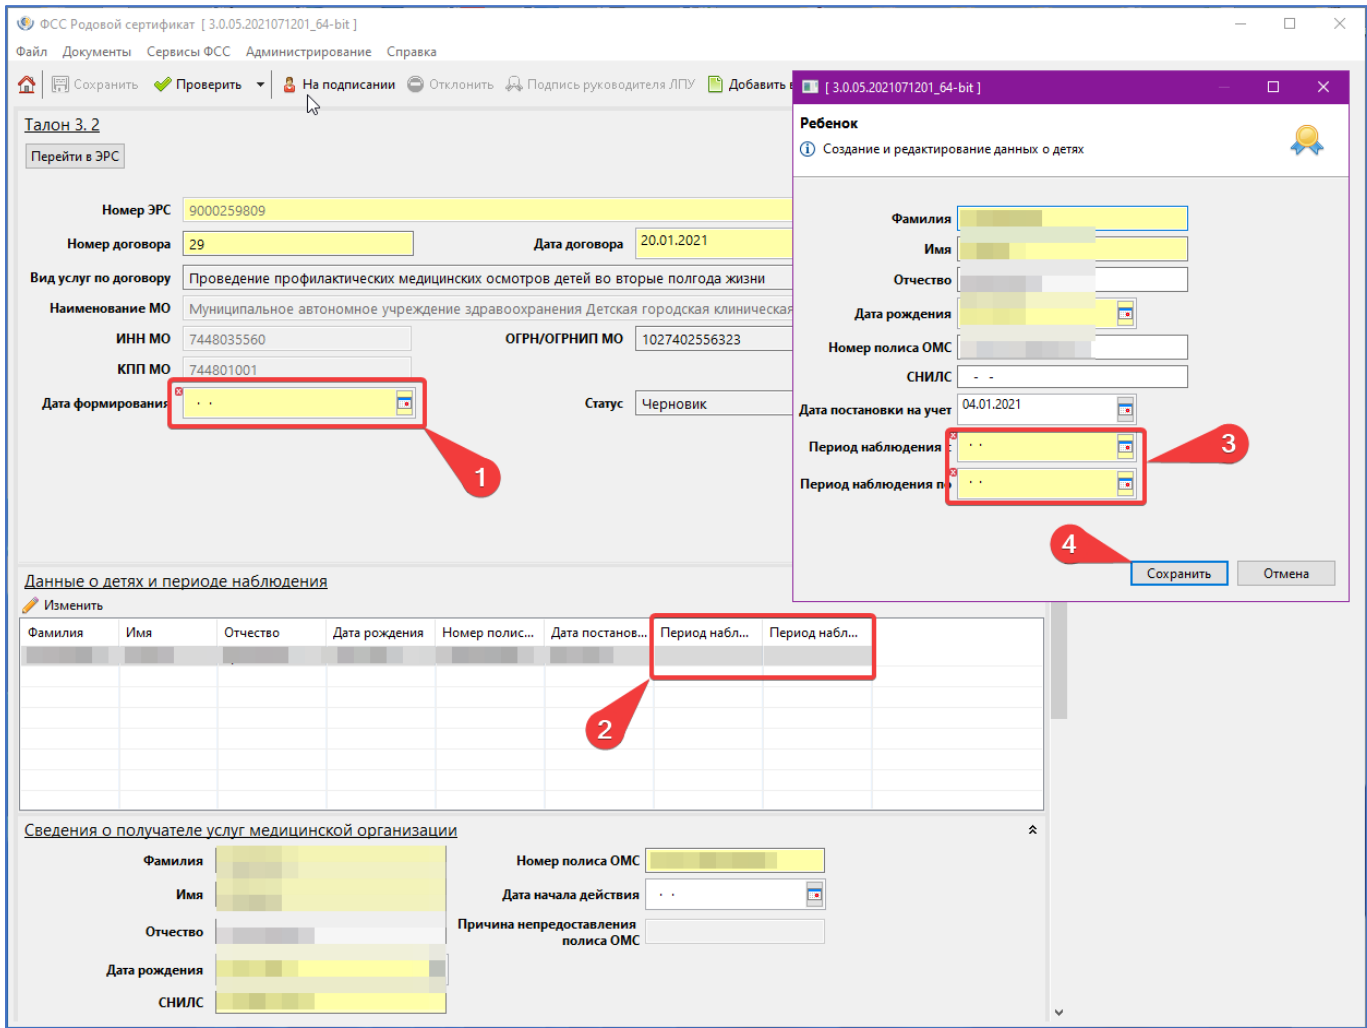 ФСС Родовой сертификат [ 3.0.05.2021071201_64-bit ]
Файл Документы Сервисы ФСС Администрирование Справка
Сохранить Проверить На подписании Отклонить Подпись руководителя ЛПУ Добавить
Талон 3. 2
Перейти в ЭРС
Номер ЭРС 9000259809
Номер договора 29 Дата договора 20.01.2021
Вид услуг по договору Проведение профилактических медицинских осмотров детей во вторые полгода жизни
Наименование МО Муниципальное автономное учреждение здравоохранения Детская городская клиническая
ИНН МО 7448035560 ОГРН/ОГРНИП МО 1027402556323
КПП МО 744801001
Дата формирования . . Статус Черновик
1
[ 3.0.05.2021071201_64-bit ]
Ребенок
Создание и редактирование данных о детях
Фамилия
Имя
Отчество
Дата рождения
Номер полиса ОМС
СНИЛС - -
Дата постановки на учет 04.01.2021
Период наблюдения с . .
Период наблюдения по . .
3
4
Сохранить Отмена
Данные о детях и периоде наблюдения
Изменить
Фамилия Имя Отчество Дата рождения Номер полис... Дата постанов... Период набл... Период набл...
2
Сведения о получателе услуг медицинской организации
Фамилия Номер полиса ОМС
Имя Дата начала действия . .
Отчество Причина непредоставления
полиса ОМС
Дата рождения
СНИЛС